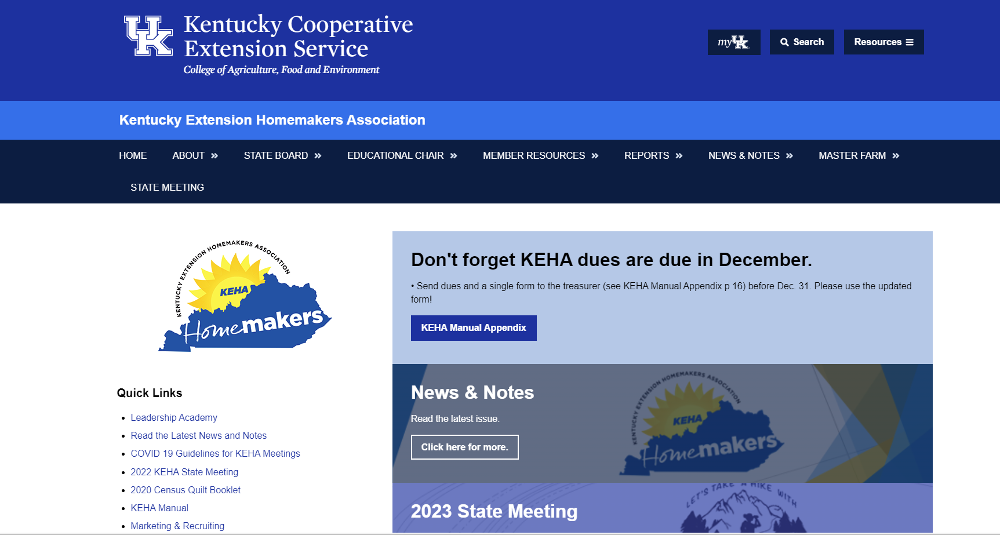 UK
Kentucky Cooperative
Extension Service
College of Agriculture, Food and Environment
my UK
Search
Resources
Kentucky Extension Homemakers Association
HOME
ABOUT »
STATE BOARD »
EDUCATIONAL CHAIR »
MEMBER RESOURCES »
REPORTS »
NEWS & NOTES »
MASTER FARM »
STATE MEETING
KENTUCKY EXTENSION HOMEMAKERS ASSOCIATION
KEHA
Homemakers
Quick Links
• Leadership Academy
• Read the Latest News and Notes
• COVID 19 Guidelines for KEHA Meetings
• 2022 KEHA State Meeting
• 2020 Census Quilt Booklet
• KEHA Manual
• Marketing & Recruiting
Don't forget KEHA dues are due in December.
• Send dues and a single form to the treasurer (see KEHA Manual Appendix p 16) before Dec. 31. Please use the updated
form!
KEHA Manual Appendix
News & Notes
Read the latest issue.
Click here for more.
KENTUCKY EXTENSION HOMEMAKERS ASSOCIATION
KEHA
Homemakers
2023 State Meeting
LET'S TAKE A HIKE WITH